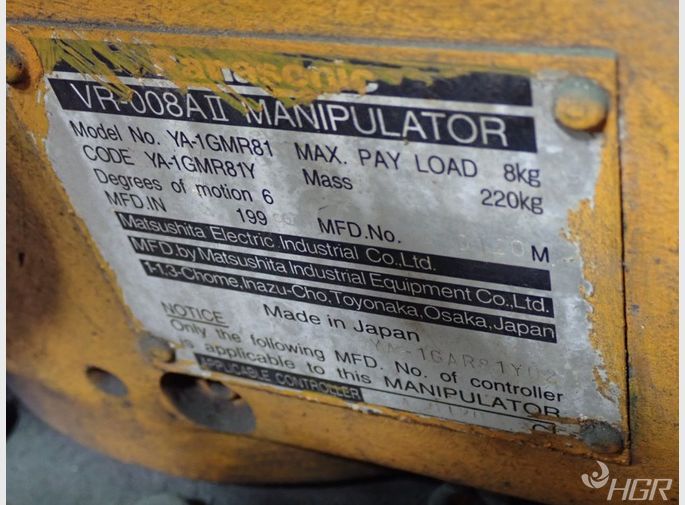 Panasonic
VR-008AII MANIPULATOR
Model No. YA-1GMR81 MAX. PAY LOAD 8kg
CODE YA-1GMR81Y Mass 220kg
Degrees of motion 6
MFD.IN 199 MFD.No. M
Matsushita Electric Industrial Co.,Ltd.
MFD.by Matsushita Industrial Equipment Co.,Ltd.
1-1,3-Chome,Inazu-Cho,Toyonaka,Osaka,Japan
Made in Japan
NOTICE
Only the following MFD. No. of controller
is applicable to this MANIPULATOR
APPLICABLE CONTROLLER
HGR